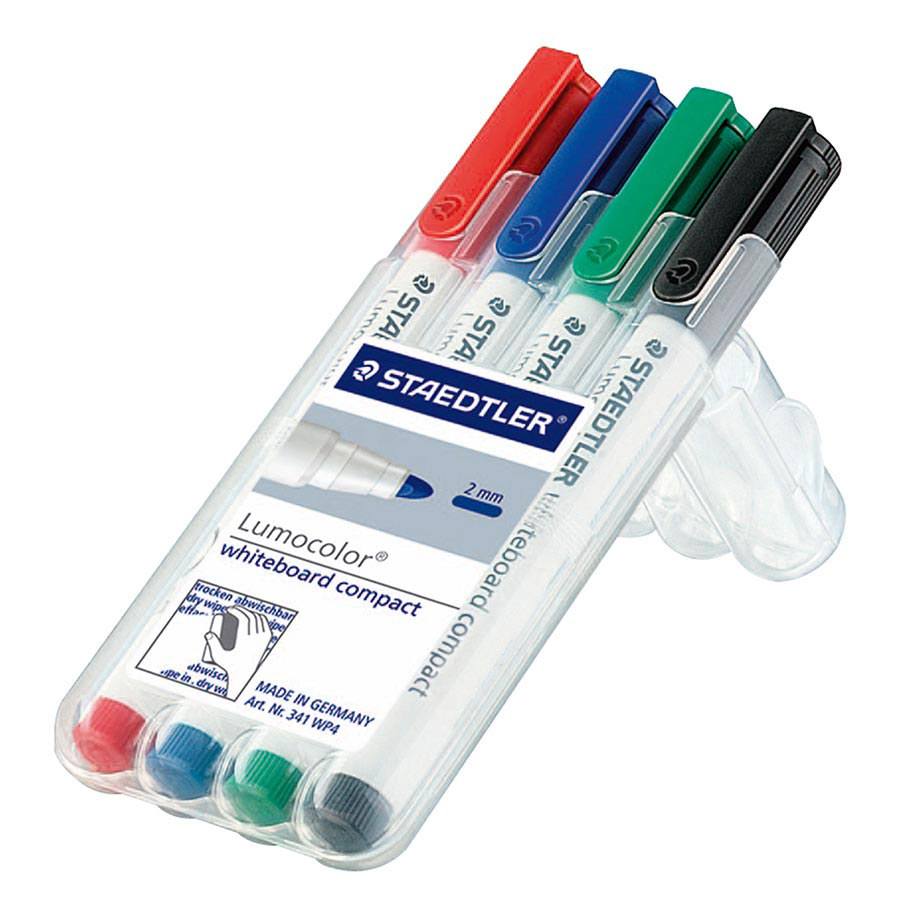 STAEDTLER
STAEDTLER
STAEDTLER whiteboard compact
STAEDTLER®
2 mm
Lumocolor®
whiteboard compact
trocken abwischbar
dry wipe
MADE IN GERMANY
Art. Nr. 341 WP4